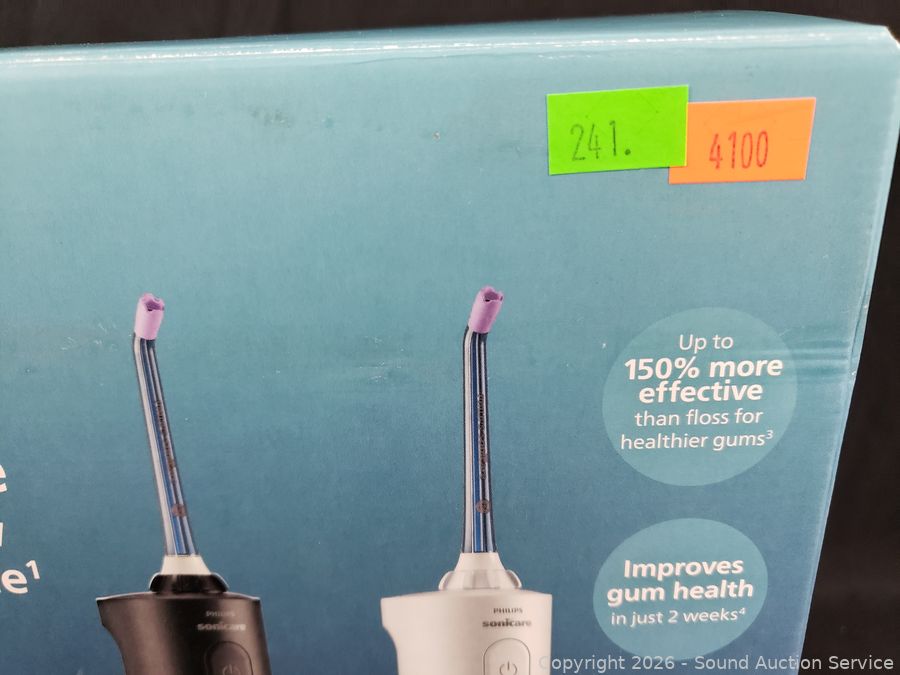 241.
4100
Up to
150% more
effective
than floss for
healthier gums³
e¹
Improves
gum health
in just 2 weeks⁴
PHILIPS
sonicare
PHILIPS
sonicare
Copyright 2026 - Sound Auction Service